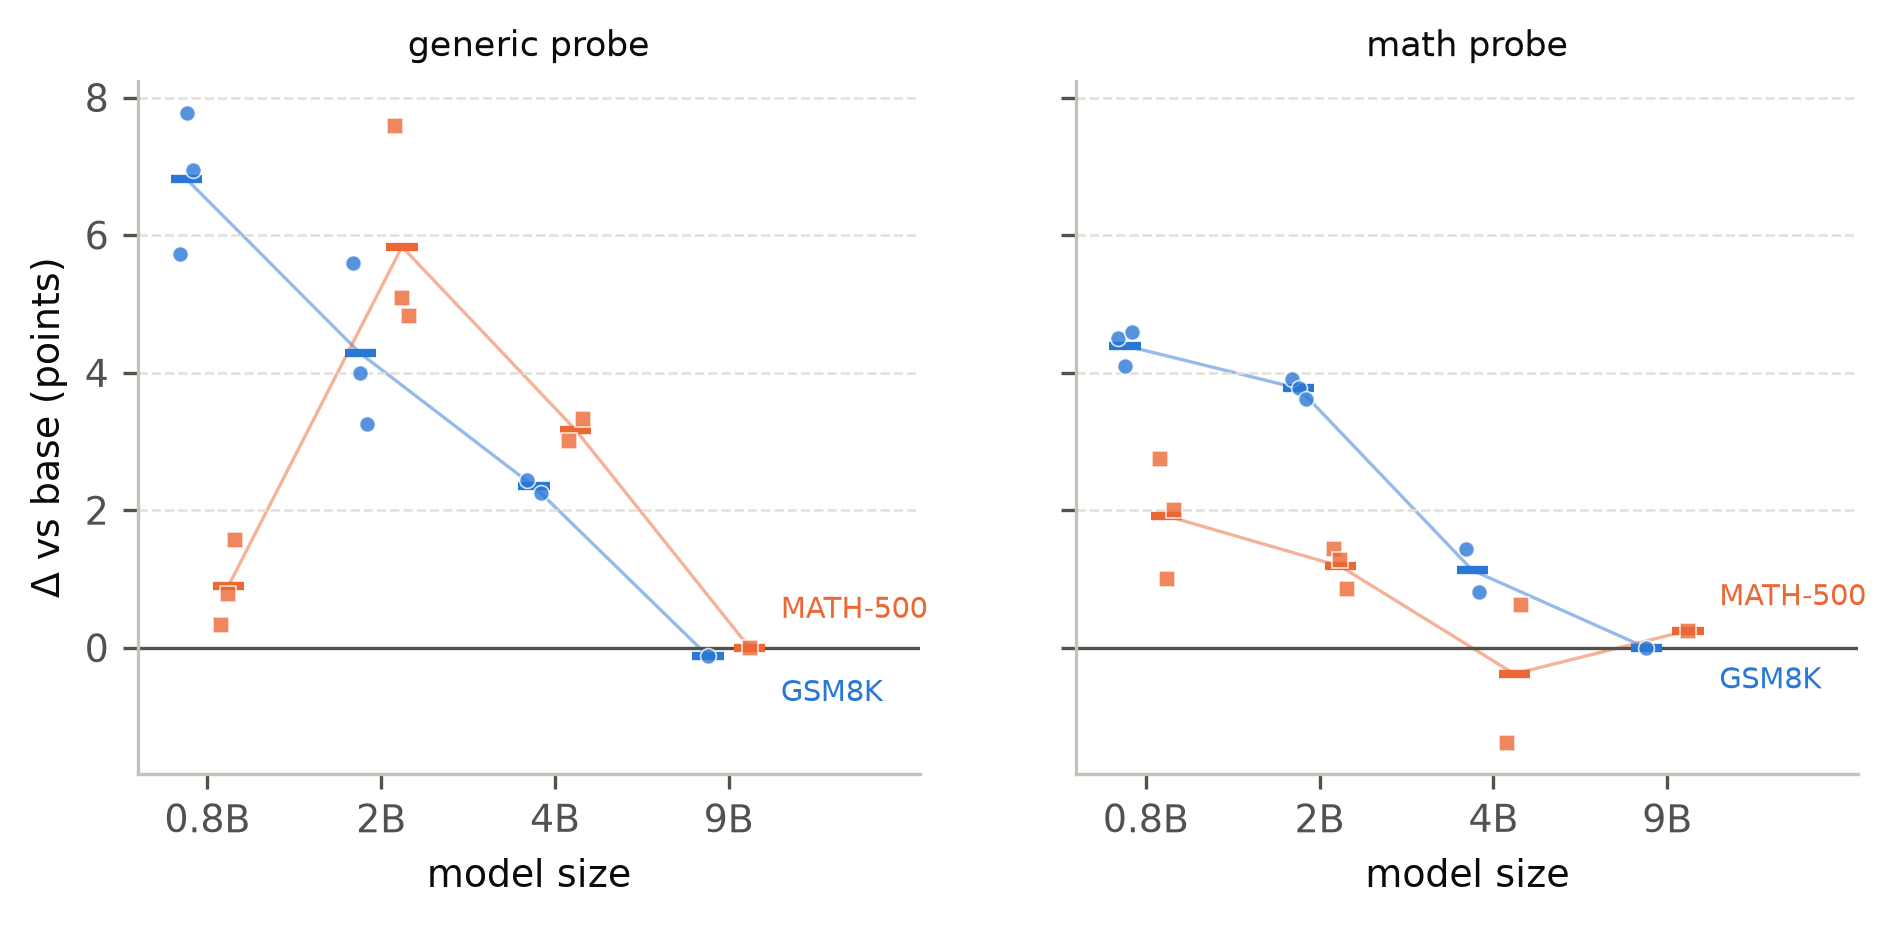 generic probe
math probe
Δ vs base (points)
8
6
4
2
0
MATH-500
GSM8K
MATH-500
GSM8K
0.8B 2B 4B 9B
0.8B 2B 4B 9B
model size
model size